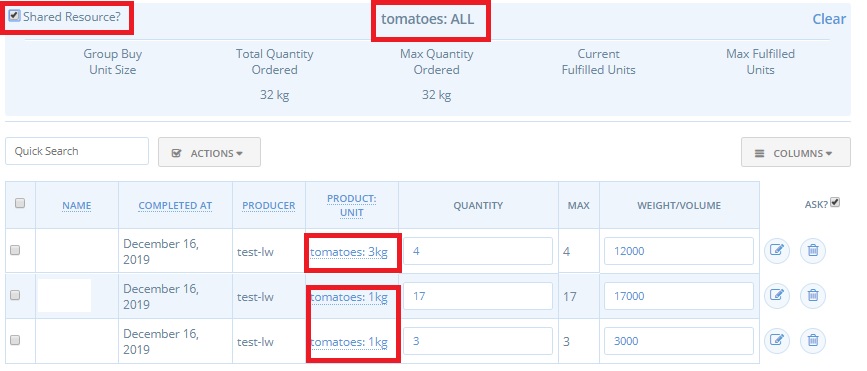 Shared Resource? tomatoes: ALL Clear
Group Buy Unit Size
Total Quantity Ordered
Max Quantity Ordered
Current Fulfilled Units
Max Fulfilled Units
32 kg 32 kg
Quick Search ACTIONS COLUMNS
NAME COMPLETED AT PRODUCER PRODUCT: UNIT QUANTITY MAX WEIGHT/VOLUME ASK?
December 16, 2019 test-lw tomatoes: 3kg 4 4 12000
December 16, 2019 test-lw tomatoes: 1kg 17 17 17000
December 16, 2019 test-lw tomatoes: 1kg 3 3 3000